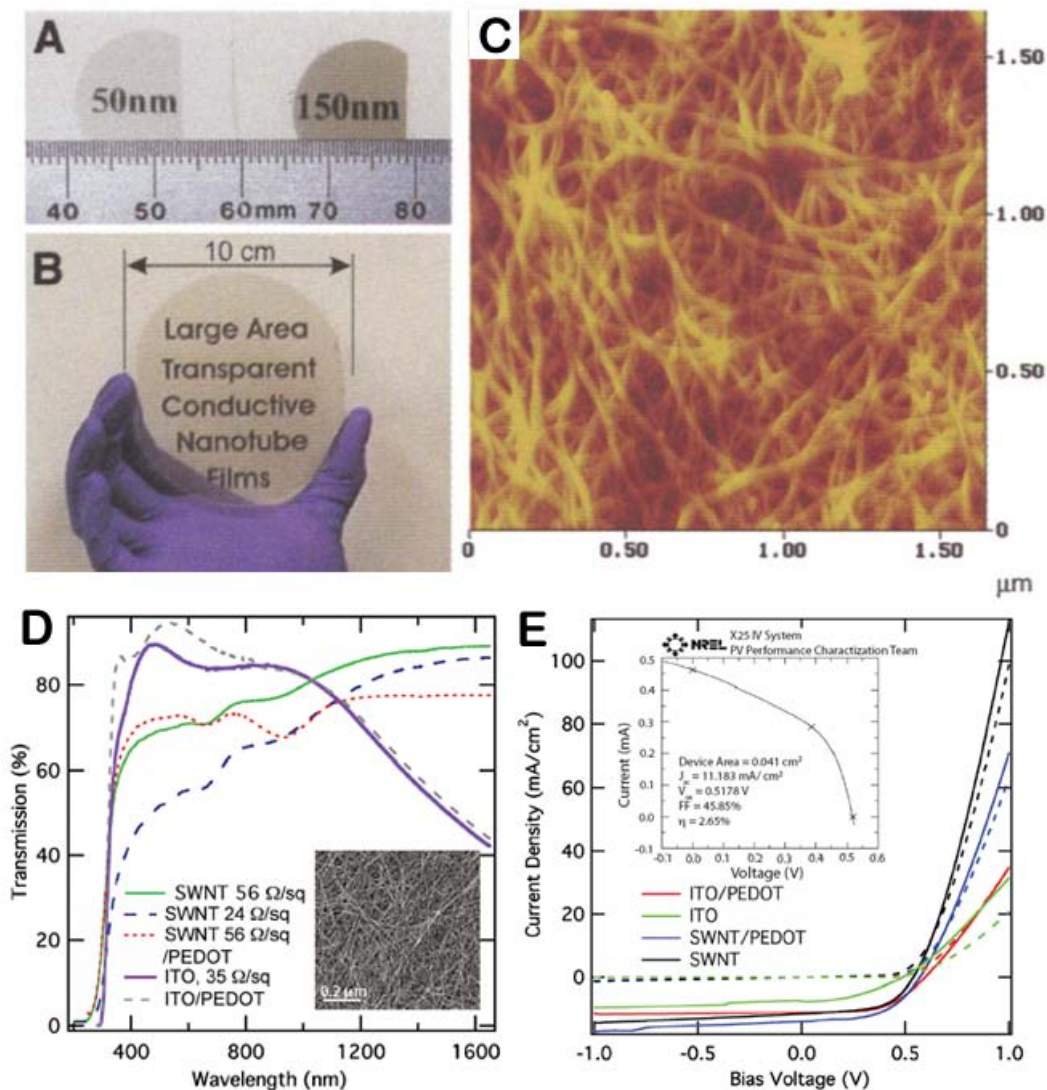 A
50nm
150nm
40 50 60mm 70 80
B
10 cm
Large Area
Transparent
Conductive
Nanotube
Films
C
1.50
1.00
0.50
0
0 0.50 1.00 1.50
μm
D
Transmission (%)
80
60
40
20
0
SWNT 56 Ω/sq
SWNT 24 Ω/sq
SWNT 56 Ω/sq
/PEDOT
ITO, 35 Ω/sq
ITO/PEDOT
0.2 μm
400 800 1200 1600
Wavelength (nm)
E
Current Density (mA/cm²)
100
80
60
40
20
0
NREL
X25 IV System
PV Performance Charactization Team
Current (mA)
0.5
0.4
0.3
0.2
0.1
0.0
-0.1
Device Area = 0.041 cm²
J = 11.183 mA/ cm²
V = 0.5178 V
FF = 45.85%
η = 2.65%
-0.1 0.0 0.1 0.2 0.3 0.4 0.5 0.6
Voltage (V)
ITO/PEDOT
ITO
SWNT/PEDOT
SWNT
-1.0 -0.5 0.0 0.5 1.0
Bias Voltage (V)